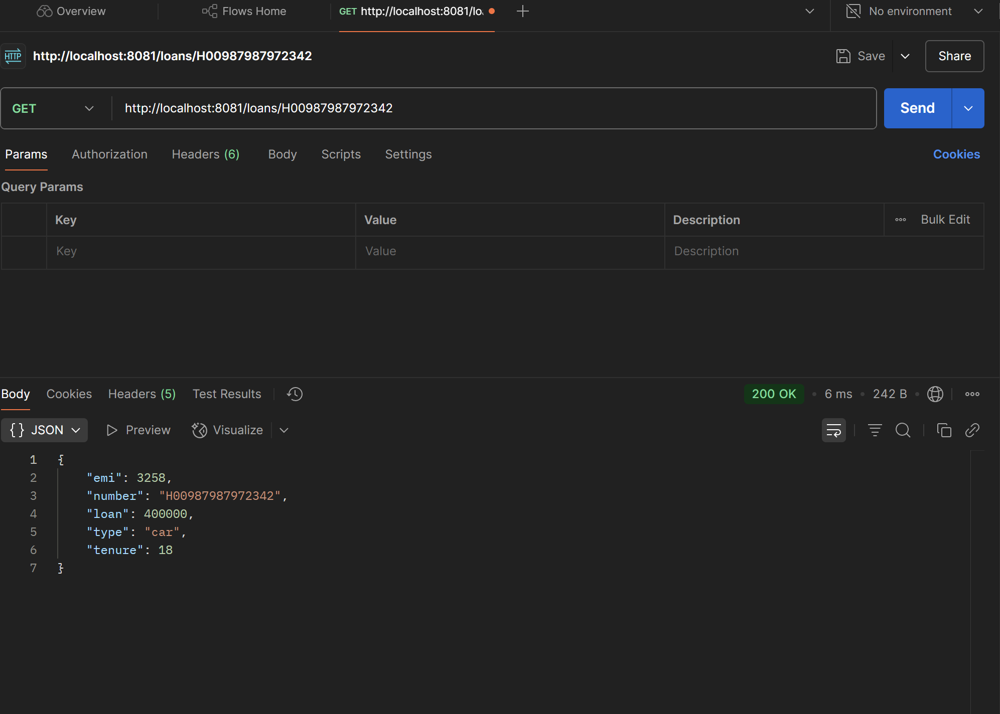 Overview
Flows Home
GET http://localhost:8081/lo
No environment
HTTP
http://localhost:8081/loans/H00987987972342
Save
Share
GET
http://localhost:8081/loans/H00987987972342
Send
Params
Authorization
Headers (6)
Body
Scripts
Settings
Cookies
Query Params
Key
Value
Description
Bulk Edit
Key
Value
Description
Body
Cookies
Headers (5)
Test Results
200 OK
6 ms
242 B
{ } JSON
Preview
Visualize
1 {
2 "emi": 3258,
3 "number": "H00987987972342",
4 "loan": 400000,
5 "type": "car",
6 "tenure": 18
7 }